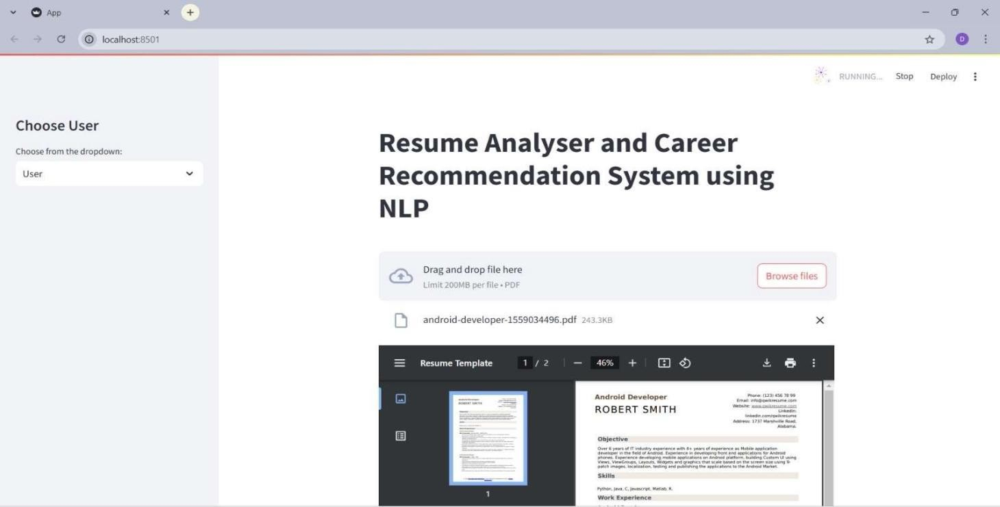 App
localhost:8501
RUNNING... Stop Deploy
Choose User
Choose from the dropdown:
User
Resume Analyser and Career
Recommendation System using
NLP
Drag and drop file here
Limit 200MB per file • PDF
Browse files
android-developer-1559034496.pdf 243.3KB
Resume Template 1 / 2 46%
1
Android Developer
ROBERT SMITH
Phone: (123) 456 78 99
Email: info@qwikresume.com
Website: www.qwikresume.com
LinkedIn:
linkedin.com/qwikresume
Address: 1737 Marshville Road,
Alabama.
Objective
Over 6 years of IT industry experience with 4+ years of experience as Mobile application
developer in the field of Android. Experience in developing front end applications for Android
phones. Experience developing mobile applications on Android platform, building Custom UI using
Views, ViewGroups, Layouts, Widgets and graphics that scale based on the screen size using 9-
patch images, localization, testing and publishing the applications to the Android Market.
Skills
Python, Java, C, Javascript, Matlab, R.
Work Experience